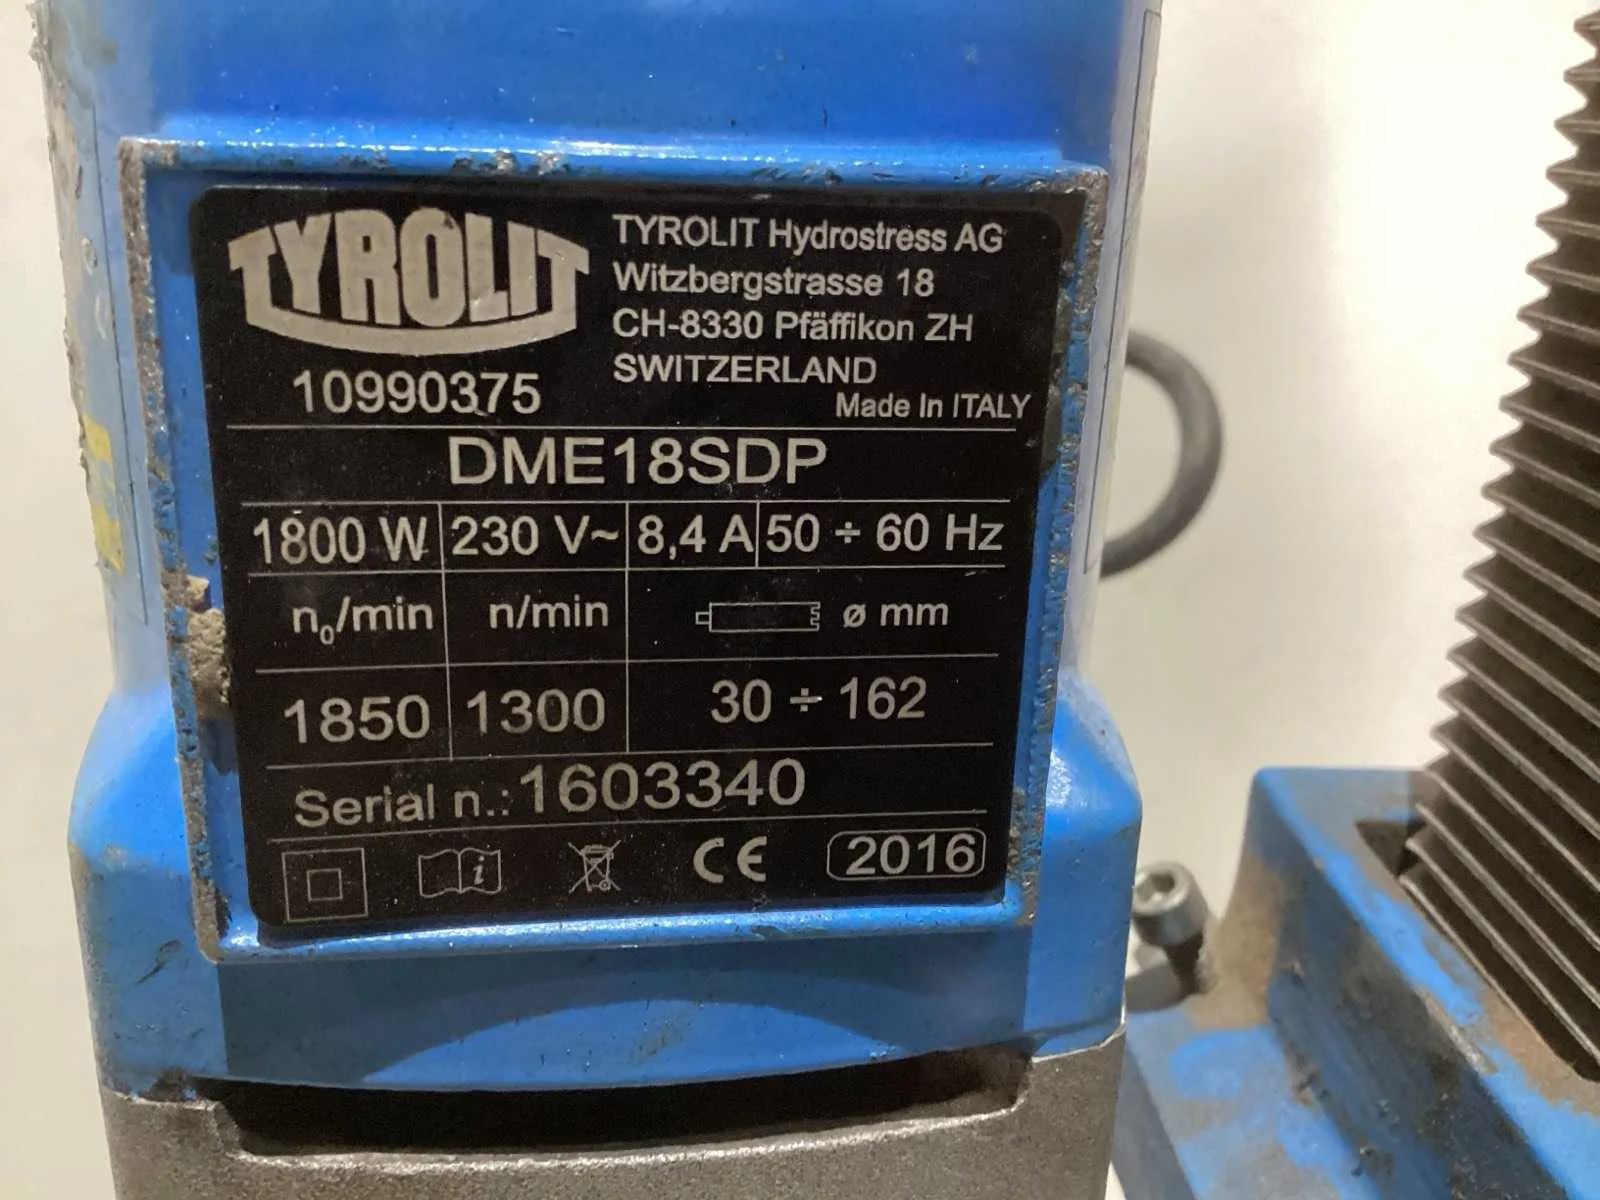 TYROLIT
TYROLIT Hydrostress AG
Witzbergstrasse 18
CH-8330 Pfäffikon ZH
SWITZERLAND
10990375
Made In ITALY
DME18SDP
1800 W 230 V~ 8,4 A 50 ÷ 60 Hz
n₀/min n/min ø mm
1850 1300 30 ÷ 162
Serial n.: 1603340
i CE 2016